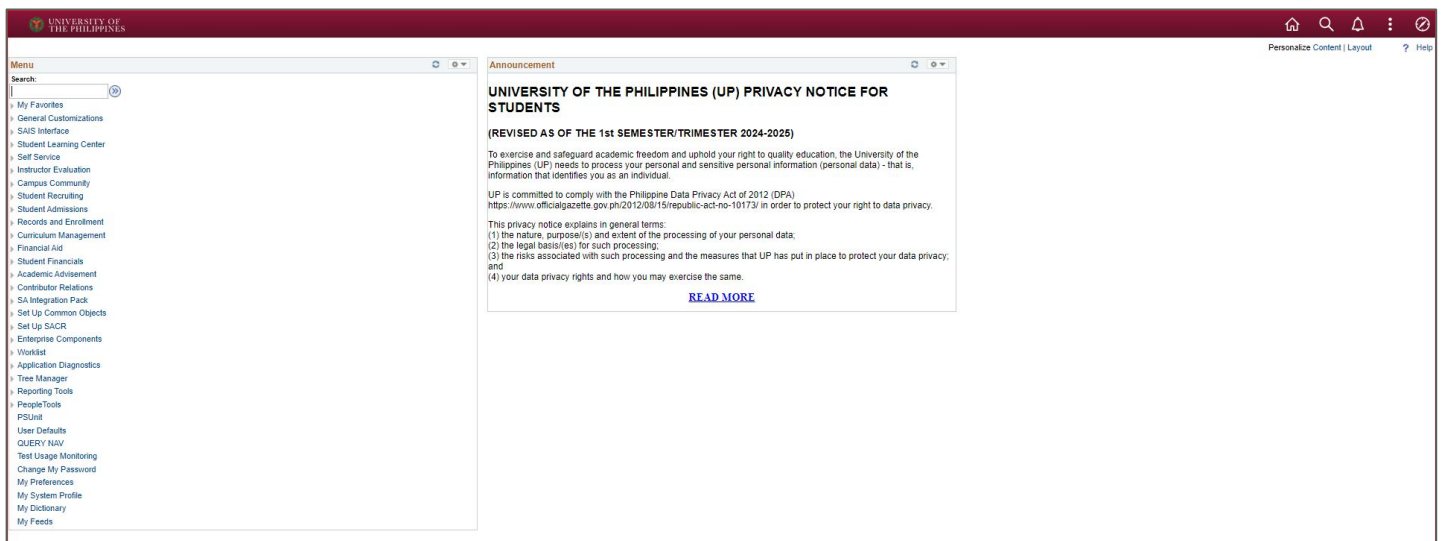 UNIVERSITY OF
THE PHILIPPINES
Personalize Content | Layout
? Help
Menu
Search:
My Favorites
General Customizations
SAIS Interface
Student Learning Center
Self Service
Instructor Evaluation
Campus Community
Student Recruiting
Student Admissions
Records and Enrollment
Curriculum Management
Financial Aid
Student Financials
Academic Advisement
Contributor Relations
SA Integration Pack
Set Up Common Objects
Set Up SACR
Enterprise Components
Worklist
Application Diagnostics
Tree Manager
Reporting Tools
PeopleTools
PSUnit
User Defaults
QUERY NAV
Test Usage Monitoring
Change My Password
My Preferences
My System Profile
My Dictionary
My Feeds
Announcement
UNIVERSITY OF THE PHILIPPINES (UP) PRIVACY NOTICE FOR
STUDENTS
(REVISED AS OF THE 1st SEMESTER/TRIMESTER 2024-2025)
To exercise and safeguard academic freedom and uphold your right to quality education, the University of the
Philippines (UP) needs to process your personal and sensitive personal information (personal data) - that is,
information that identifies you as an individual.
UP is committed to comply with the Philippine Data Privacy Act of 2012 (DPA)
https://www.officialgazette.gov.ph/2012/08/15/republic-act-no-10173/ in order to protect your right to data privacy.
This privacy notice explains in general terms:
(1) the nature, purpose/(s) and extent of the processing of your personal data;
(2) the legal basis/(es) for such processing;
(3) the risks associated with such processing and the measures that UP has put in place to protect your data privacy;
and
(4) your data privacy rights and how you may exercise the same.
READ MORE